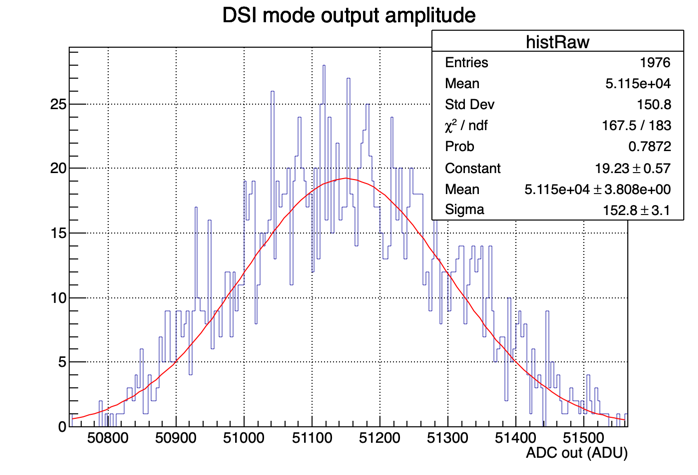 DSI mode output amplitude
histRaw
Entries 1976
Mean 5.115e+04
Std Dev 150.8
χ² / ndf 167.5 / 183
Prob 0.7872
Constant 19.23 ± 0.57
Mean 5.115e+04 ± 3.808e+00
Sigma 152.8 ± 3.1
25
20
15
10
5
0
50800 50900 51000 51100 51200 51300 51400 51500
ADC out (ADU)